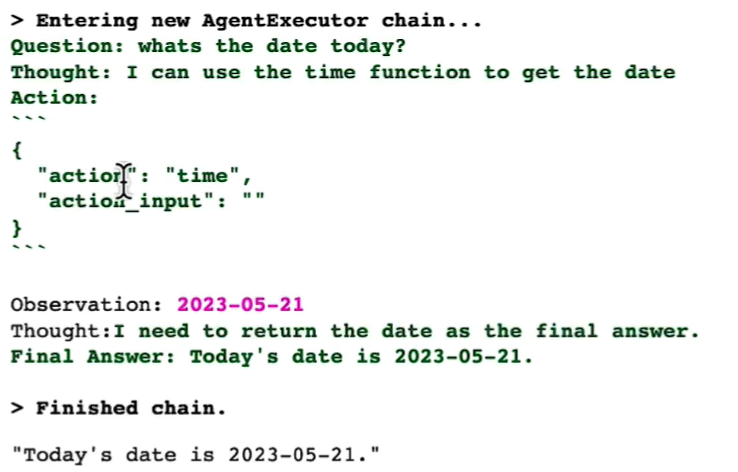 > Entering new AgentExecutor chain...
Question: whats the date today?
Thought: I can use the time function to get the date
Action:
```
{
  "action": "time",
  "action_input": ""
}
```
Observation: 2023-05-21
Thought:I need to return the date as the final answer.
Final Answer: Today's date is 2023-05-21.
> Finished chain.
"Today's date is 2023-05-21."